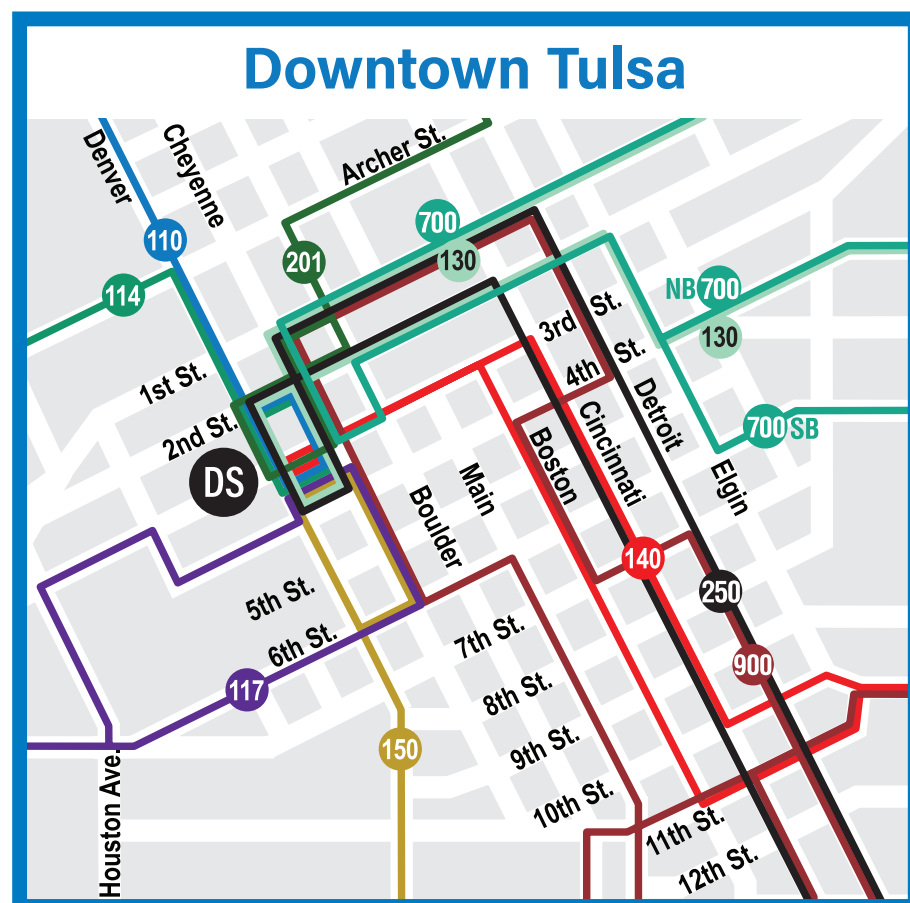 Downtown Tulsa
Denver
Cheyenne
Archer St.
700
110
201
130
114
NB 700
3rd St.
130
1st St.
4th St.
2nd St.
Detroit
Cincinnati
700 SB
DS
Boston
Main
Elgin
Boulder
140
5th St.
250
6th St.
7th St.
900
117
8th St.
150
9th St.
10th St.
Houston Ave.
11th St.
12th St.